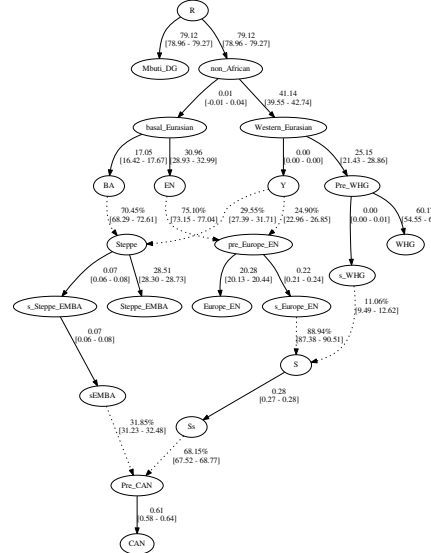 R
79.12
[78.96 - 79.27]
79.12
[78.96 - 79.27]
Mbuti_DG
non_African
0.01
[-0.01 - 0.04]
41.14
[39.55 - 42.74]
basal_Eurasian
Western_Eurasian
17.05
[16.42 - 17.67]
30.96
[28.93 - 32.99]
0.00
[0.00 - 0.00]
25.15
[21.43 - 28.86]
BA
EN
Y
Pre_WHG
70.45%
[68.29 - 72.61]
75.10%
[73.15 - 77.04]
29.55%
[27.39 - 31.71]
24.90%
[22.96 - 26.85]
0.00
[0.00 - 0.01]
60.1
[54.55 - 6
Steppe
pre_Europe_EN
WHG
s_WHG
0.07
[0.06 - 0.08]
28.51
[28.30 - 28.73]
20.28
[20.13 - 20.44]
0.22
[0.21 - 0.24]
11.06%
[9.49 - 12.62]
s_Steppe_EMBA
Steppe_EMBA
Europe_EN
s_Europe_EN
0.07
[0.06 - 0.08]
88.94%
[87.38 - 90.51]
S
0.28
[0.27 - 0.28]
sEMBA
31.85%
[31.23 - 32.48]
Ss
68.15%
[67.52 - 68.77]
Pre_CAN
0.61
[0.58 - 0.64]
CAN